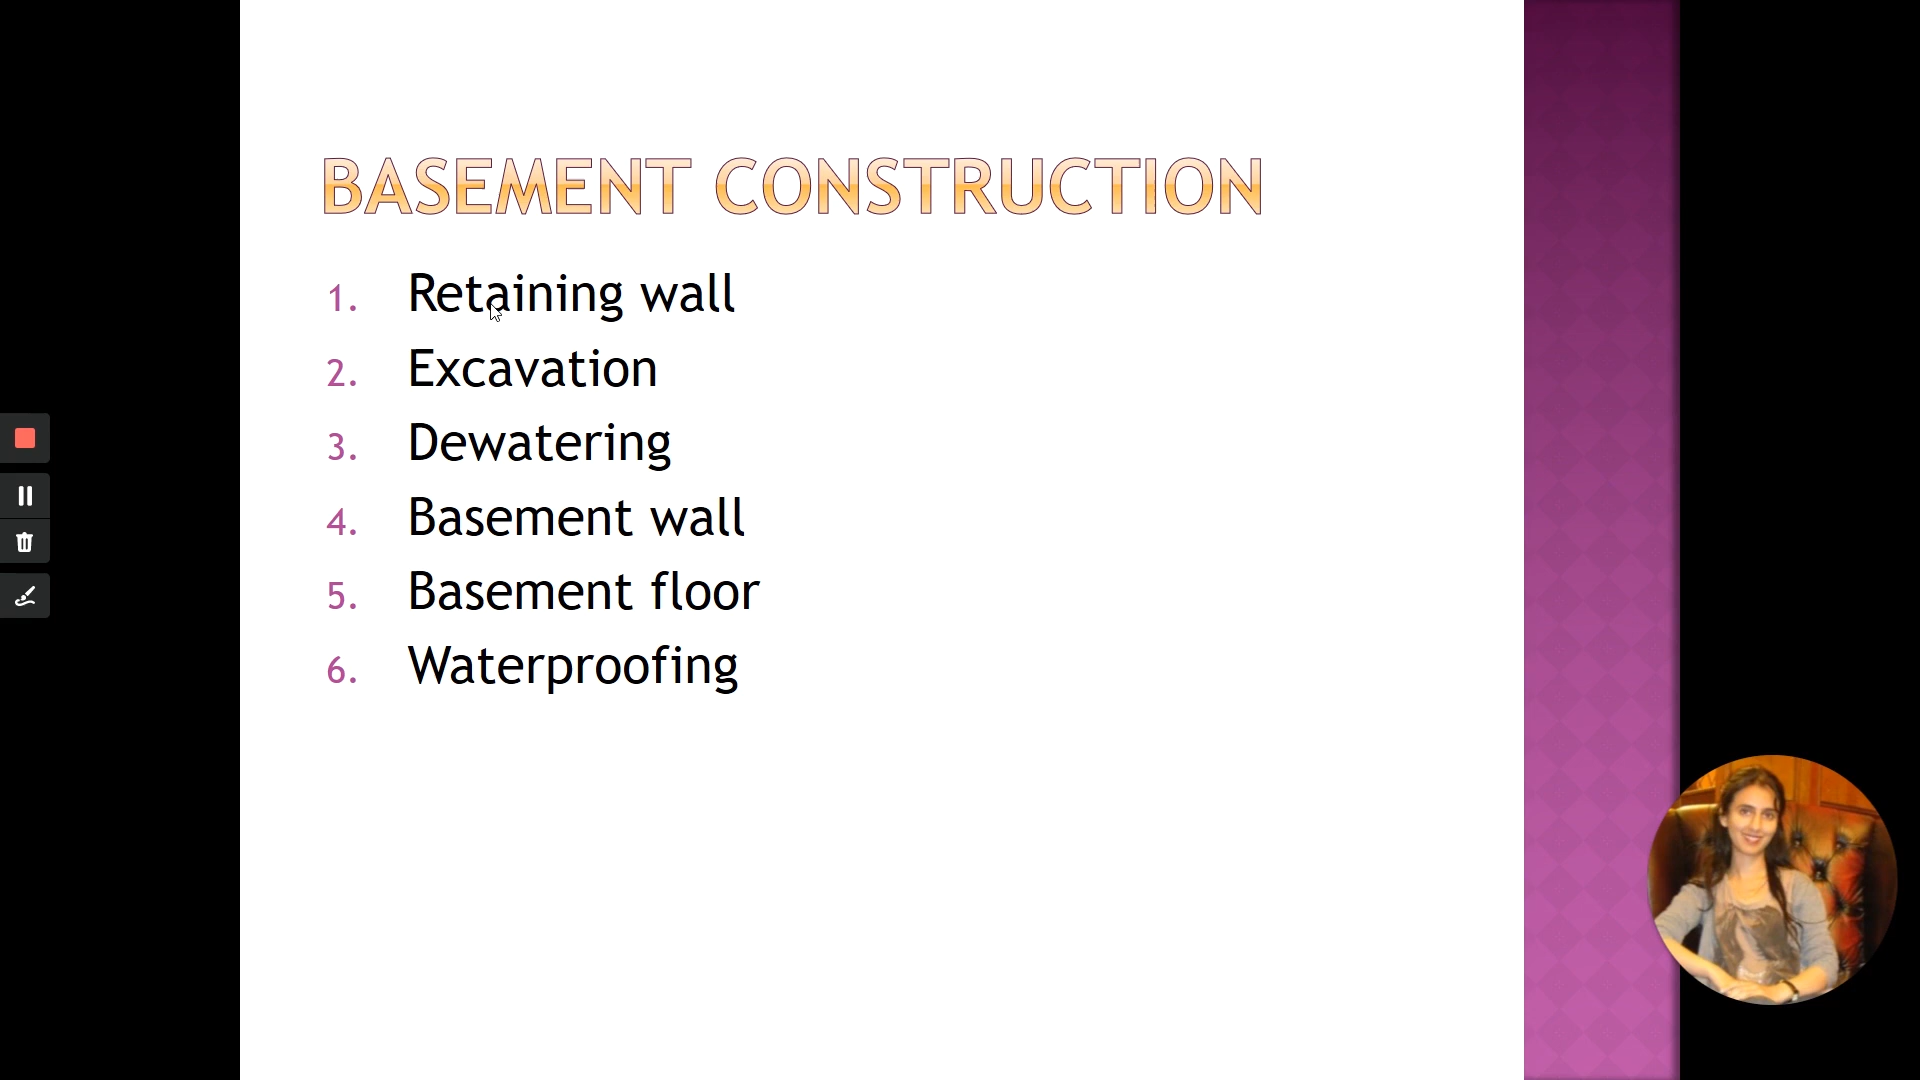 BASEMENT CONSTRUCTION
1. Retaining wall
2. Excavation
3. Dewatering
4. Basement wall
5. Basement floor
6. Waterproofing